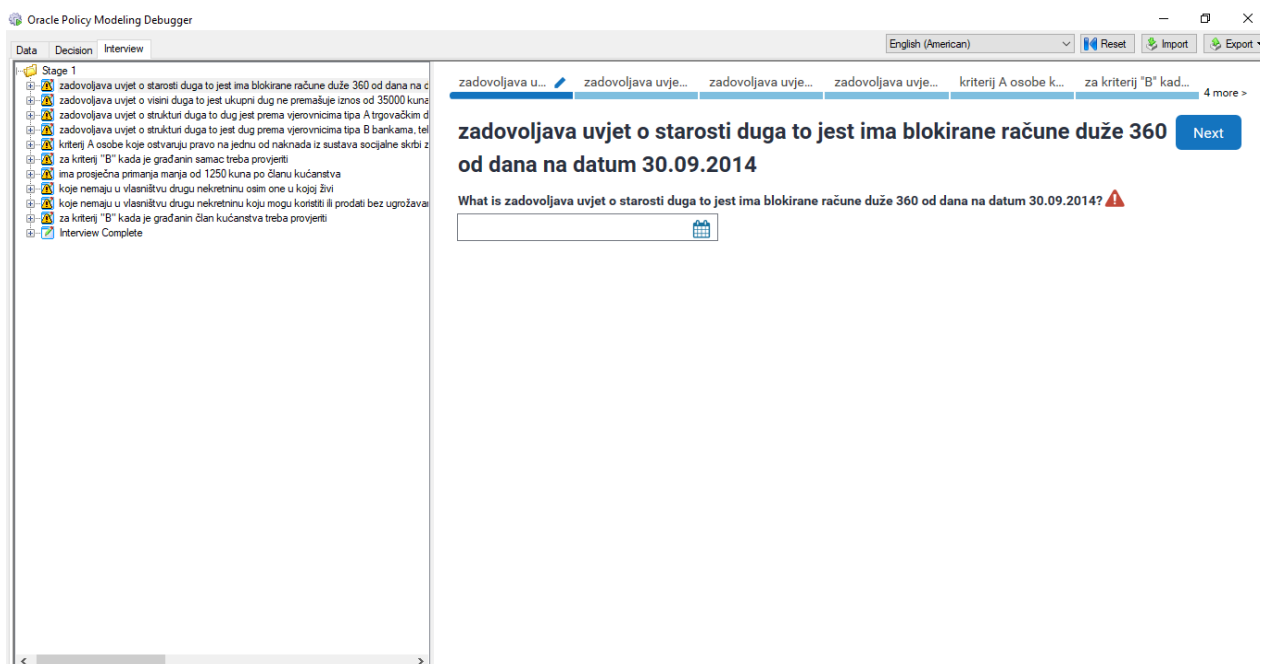 Oracle Policy Modeling Debugger
Data Decision Interview
English (American) Reset Import Export
Stage 1
zadovoljava uvjet o starosti duga to jest ima blokirane račune duže 360 od dana na d
zadovoljava uvjet o visini duga to jest ukupni dug ne premašuje iznos od 35000 kuna
zadovoljava uvjet o strukturi duga to dug jest prema vjerovnicima tipa A trgovačkim d
zadovoljava uvjet o strukturi duga to jest dug prema vjerovnicima tipa B bankama, tel
kriterij A osobe koje ostvaruju pravo na jednu od naknada iz sustava socijalne skrbi z
za kriterij "B" kada je građanin samac treba provjeriti
ima prosječna primanja manja od 1250 kuna po članu kućanstva
koje nemaju u vlasništvu drugu nekretninu osim one u kojoj živi
koje nemaju u vlasništvu drugu nekretninu koju mogu koristiti ili prodati bez ugrožavan
za kriterij "B" kada je građanin član kućanstva treba provjeriti
Interview Complete
zadovoljava u... zadovoljava uvje... zadovoljava uvje... zadovoljava uvje... kriterij A osobe k... za kriterij "B" kad... 4 more >
zadovoljava uvjet o starosti duga to jest ima blokirane račune duže 360
od dana na datum 30.09.2014
Next
What is zadovoljava uvjet o starosti duga to jest ima blokirane račune duže 360 od dana na datum 30.09.2014?